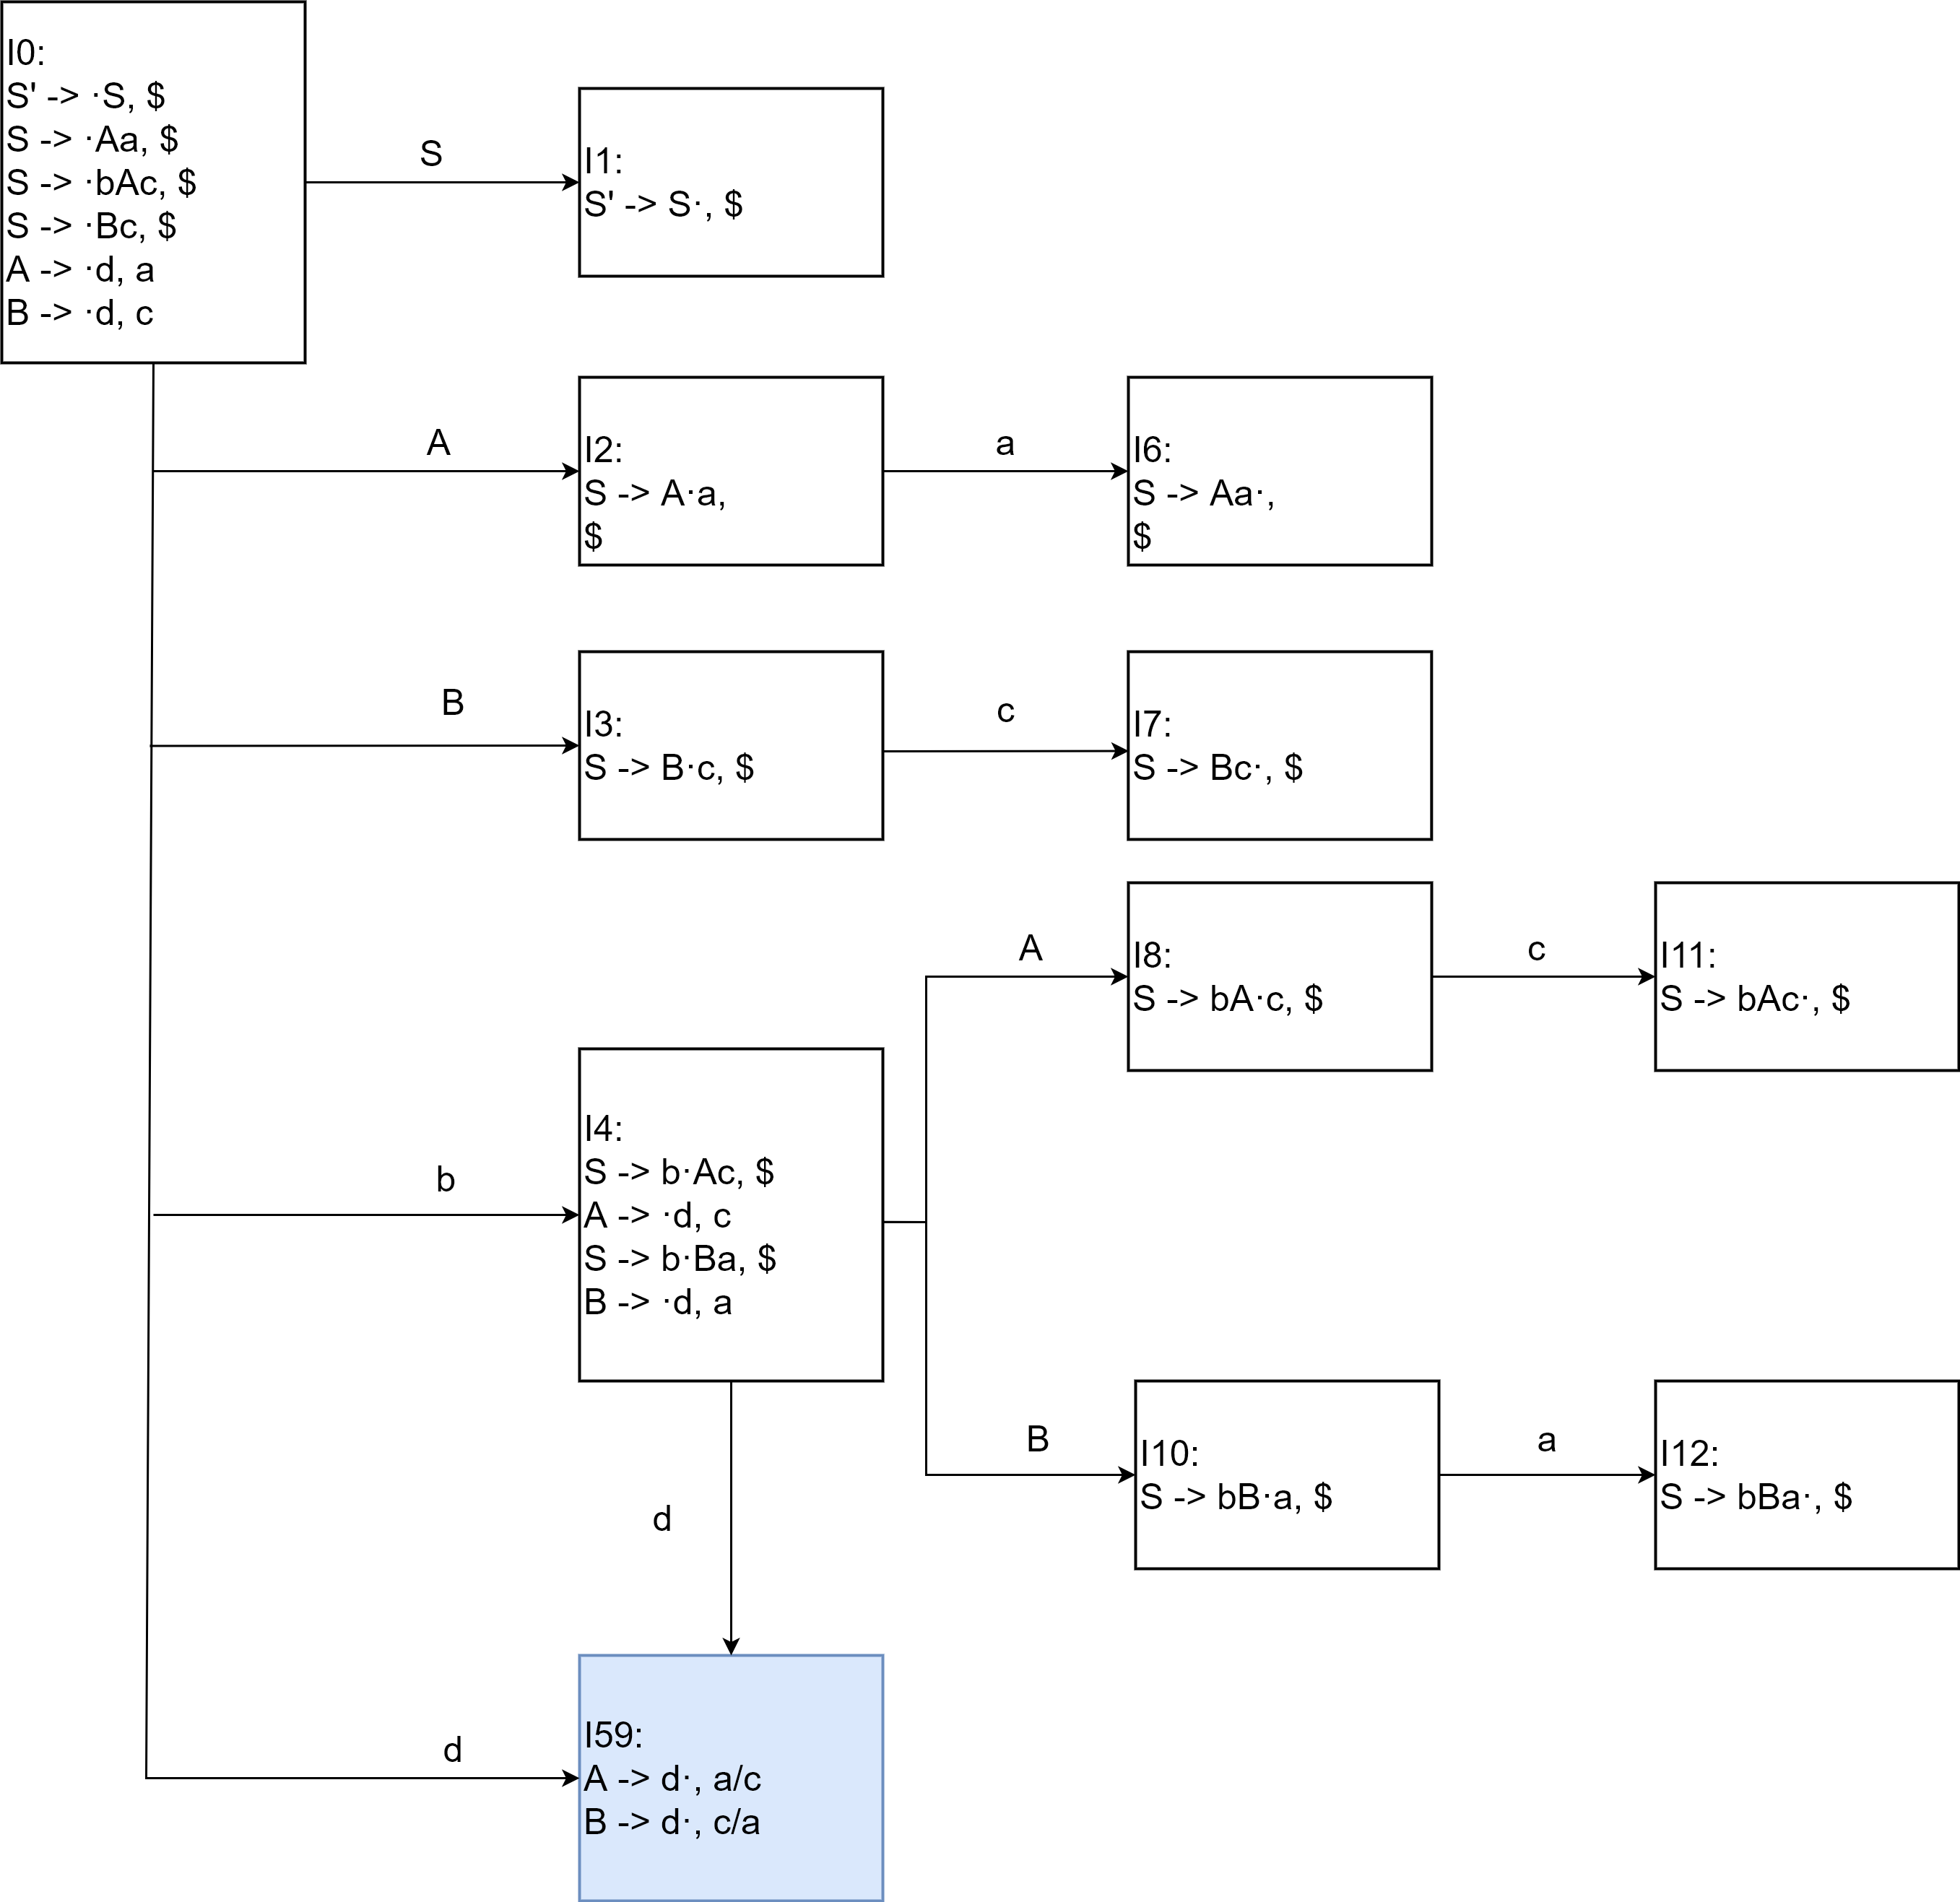 I0:
S' -> ·S, $
S -> ·Aa, $
S -> ·bAc, $
S -> ·Bc, $
A -> ·d, a
B -> ·d, c
S
I1:
S' -> S·, $
A
I2:
S -> A·a,
$
a
I6:
S -> Aa·,
$
B
I3:
S -> B·c, $
c
I7:
S -> Bc·, $
A
I8:
S -> bA·c, $
c
I11:
S -> bAc·, $
b
I4:
S -> b·Ac, $
A -> ·d, c
S -> b·Ba, $
B -> ·d, a
B
I10:
S -> bB·a, $
a
I12:
S -> bBa·, $
d
d
I59:
A -> d·, a/c
B -> d·, c/a